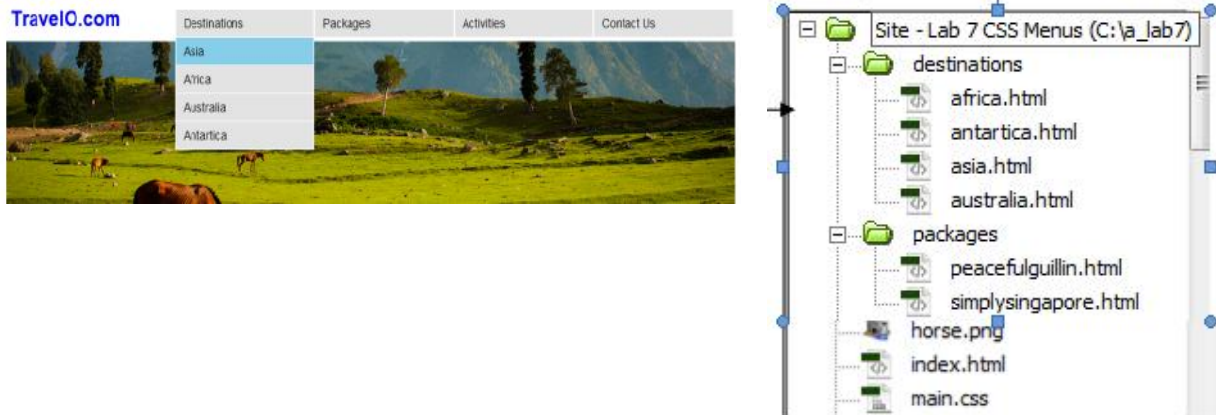 TravelO.com
Destinations
Packages
Activities
Contact Us
Asia
Africa
Australia
Antartica
Site - Lab 7 CSS Menus (C:\a_lab7)
destinations
africa.html
antartica.html
asia.html
australia.html
packages
peacefulguillin.html
simplysingapore.html
horse.png
index.html
main.css